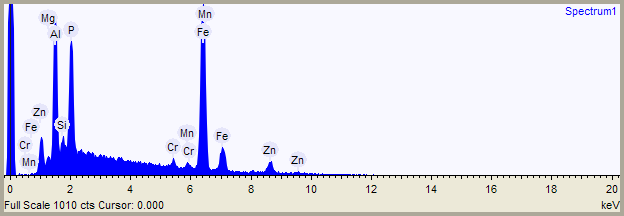 Spectrum1
Mn
Mg
Al
P
Fe
Zn
Fe
Si
Cr
Mn
Cr
Mn
Cr
Fe
Zn
Zn
0 2 4 6 8 10 12 14 16 18 20
Full Scale 1010 cts Cursor: 0.000 keV